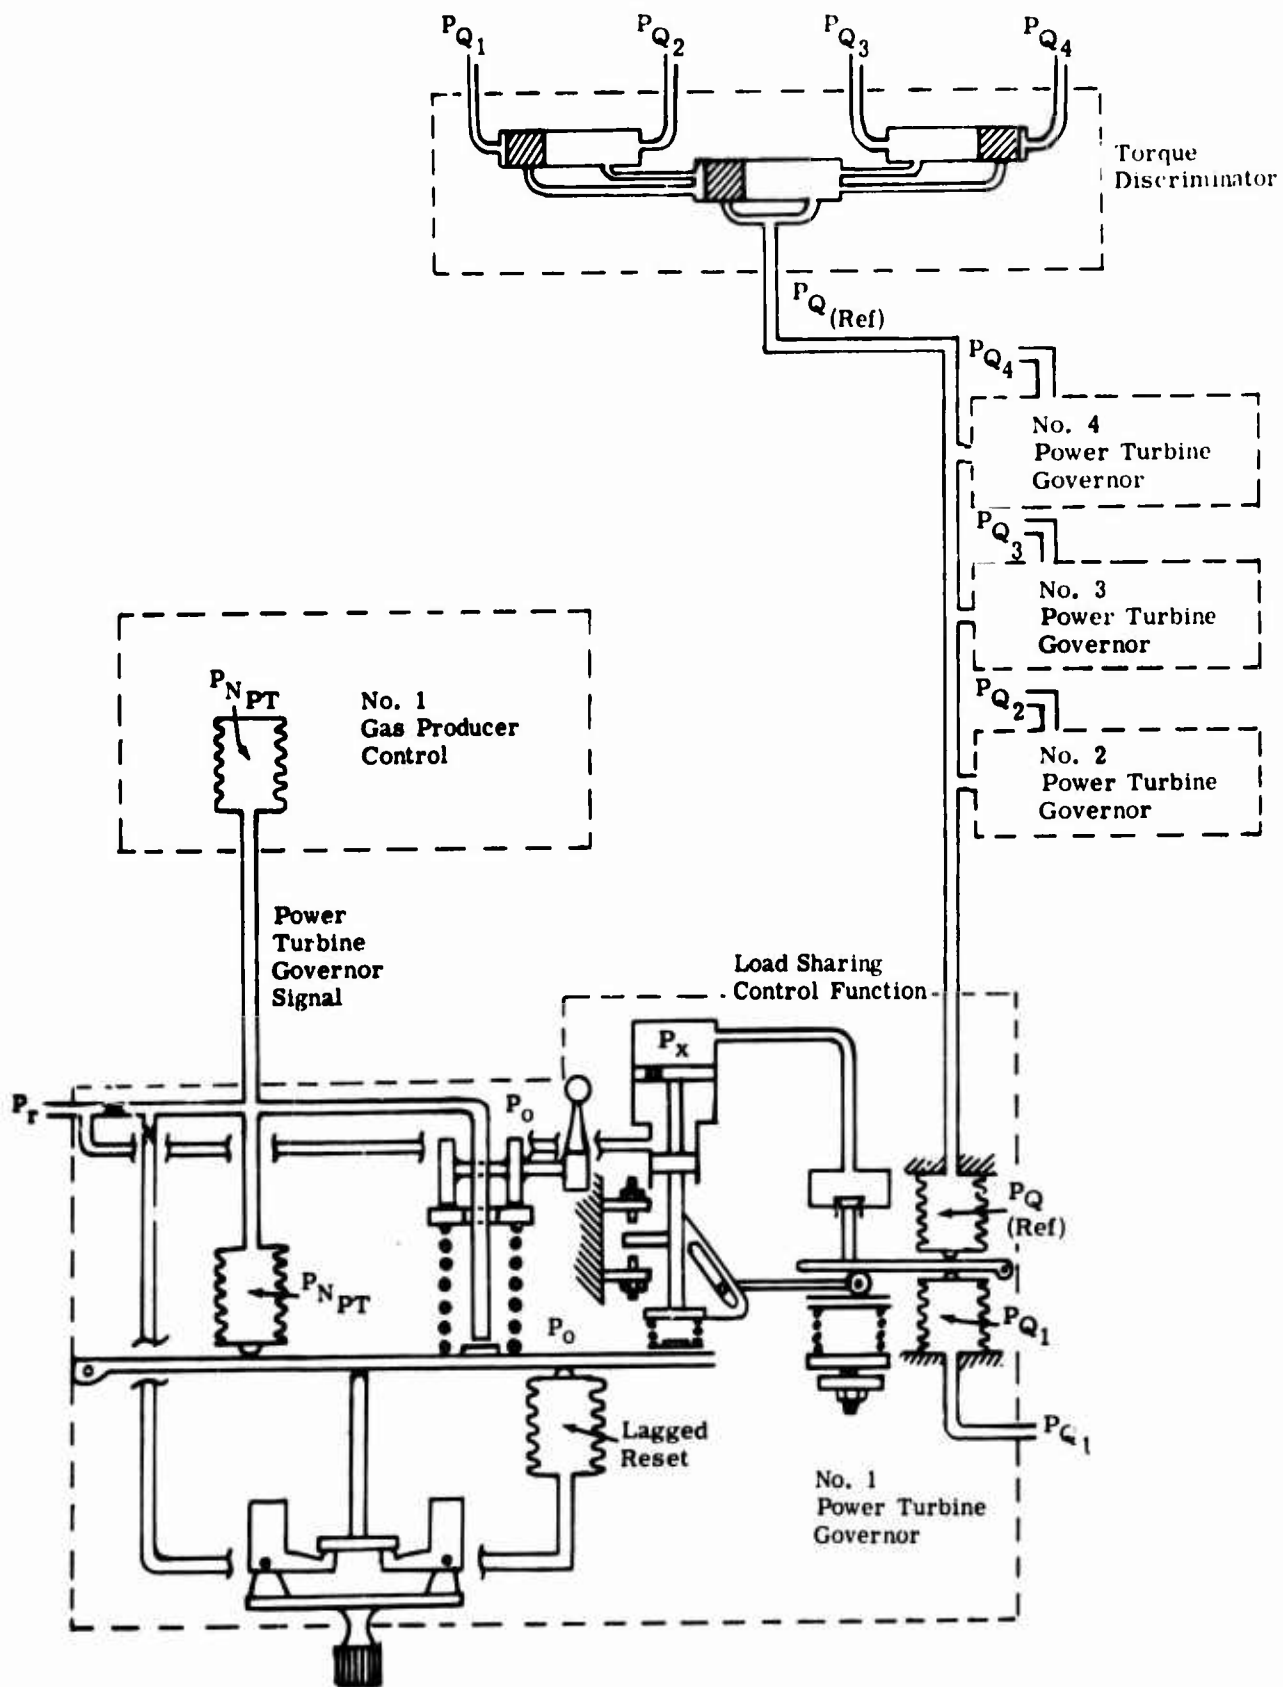 PQ1 PQ2 PQ3 PQ4
Torque
Discriminator
PQ(Ref)
PQ4
No. 4
Power Turbine
Governor
PQ3
No. 3
Power Turbine
Governor
PQ2
No. 2
Power Turbine
Governor
PNPT
No. 1
Gas Producer
Control
Power
Turbine
Governor
Signal
Load Sharing
Control Function
Px
Pr
Po
PQ
(Ref)
PNPT
Po
PQ1
Lagged
Reset
PQ1
No. 1
Power Turbine
Governor